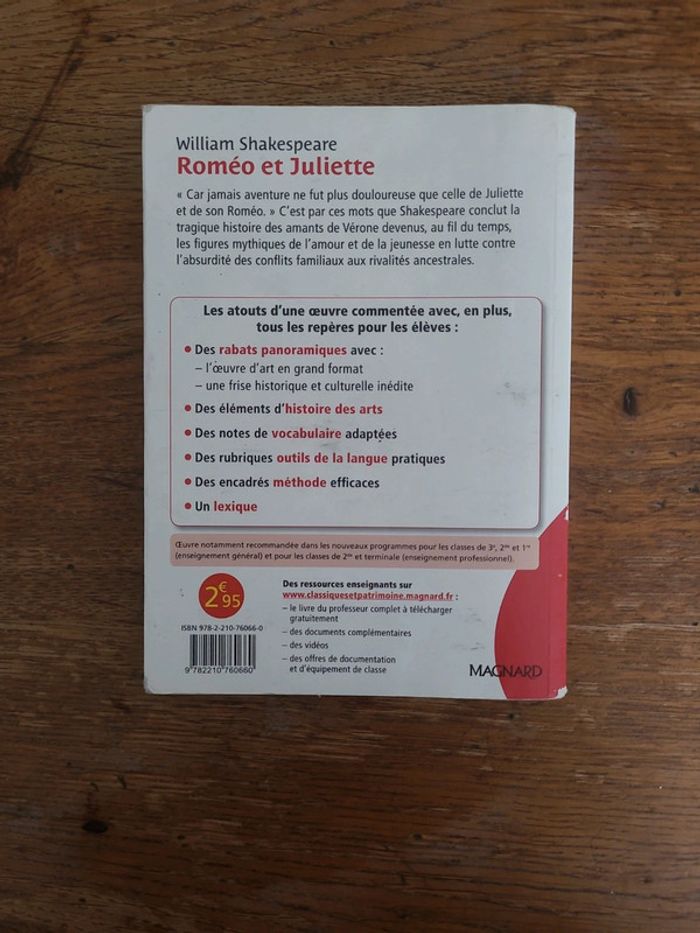 William Shakespeare
Roméo et Juliette
« Car jamais aventure ne fut plus douloureuse que celle de Juliette
et de son Roméo. » C'est par ces mots que Shakespeare conclut la
tragique histoire des amants de Vérone devenus, au fil du temps,
les figures mythiques de l'amour et de la jeunesse en lutte contre
l'absurdité des conflits familiaux aux rivalités ancestrales.
Les atouts d'une œuvre commentée avec, en plus,
tous les repères pour les élèves :
• Des rabats panoramiques avec :
– l'œuvre d'art en grand format
– une frise historique et culturelle inédite
• Des éléments d'histoire des arts
• Des notes de vocabulaire adaptées
• Des rubriques outils de la langue pratiques
• Des encadrés méthode efficaces
• Un lexique
Œuvre notamment recommandée dans les nouveaux programmes pour les classes de 3e, 2de et 1re
(enseignement général) et pour les classes de 2de et terminale (enseignement professionnel).
2€95
ISBN 978-2-210-76066-0
9 782210 760660
Des ressources enseignants sur
www.classiquesetpatrimoine.magnard.fr :
– le livre du professeur complet à télécharger
gratuitement
– des documents complémentaires
– des vidéos
– des offres de documentation
et d'équipement de classe
MAGNARD